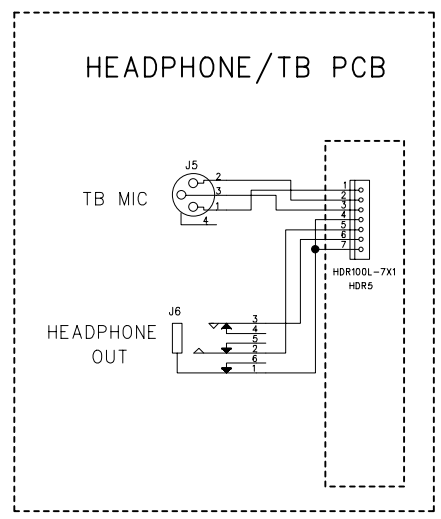 HEADPHONE/TB PCB
J5
TB MIC
2
3
1
4
1
2
3
4
5
6
7
HDR100L-7X1
HDR5
J6
HEADPHONE
OUT
3
4
5
2
6
1